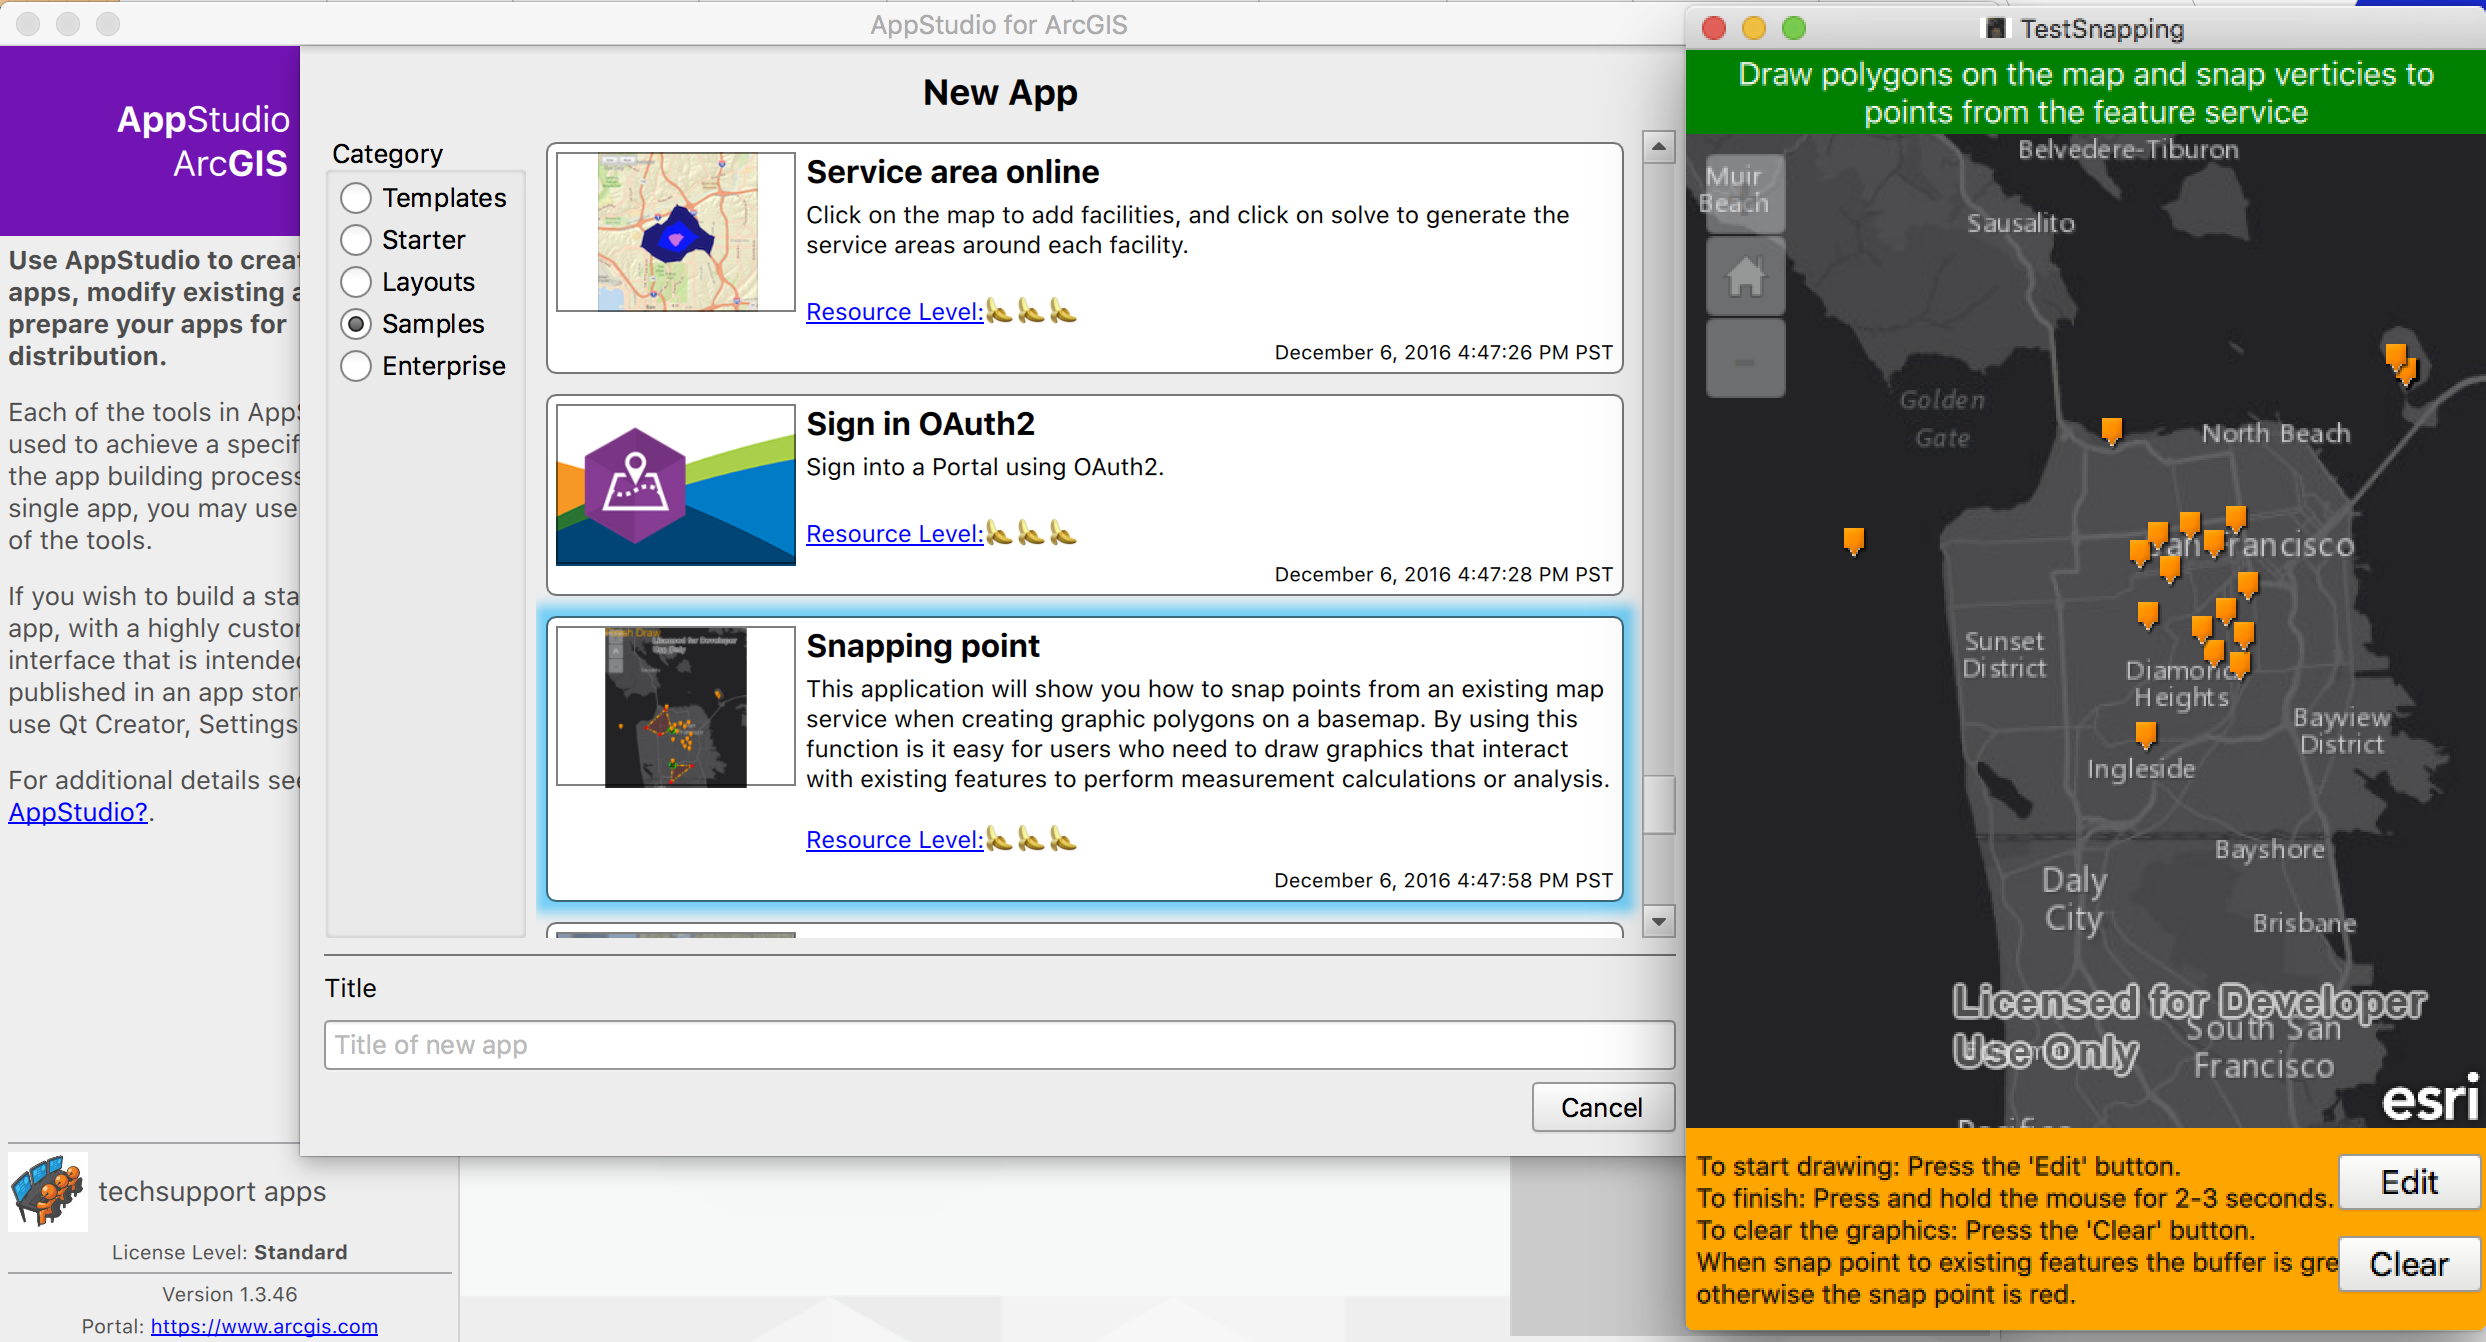 AppStudio for ArcGIS
AppStudio
ArcGIS
Use AppStudio to creat
apps, modify existing a
prepare your apps for
distribution.
Each of the tools in App
used to achieve a specif
the app building process
single app, you may use
of the tools.
If you wish to build a sta
app, with a highly custor
interface that is intende
published in an app stor
use Qt Creator, Settings
For additional details see
AppStudio?.
techsupport apps
License Level: Standard
Version 1.3.46
Portal: https://www.arcgis.com
New App
Category
Templates
Starter
Layouts
Samples
Enterprise
Service area online
Click on the map to add facilities, and click on solve to generate the
service areas around each facility.
Resource Level:
December 6, 2016 4:47:26 PM PST
Sign in OAuth2
Sign into a Portal using OAuth2.
Resource Level:
December 6, 2016 4:47:28 PM PST
Finish Draw
Licensed for Developer
Use Only
Snapping point
This application will show you how to snap points from an existing map
service when creating graphic polygons on a basemap. By using this
function is it easy for users who need to draw graphics that interact
with existing features to perform measurement calculations or analysis.
Resource Level:
December 6, 2016 4:47:58 PM PST
Title
Title of new app
Cancel
TestSnapping
Draw polygons on the map and snap verticies to
points from the feature service
Belvedere-Tiburon
Muir
Beach
Sausalito
Golden
Gate
North Beach
San Francisco
Sunset
District
Diamond
Heights
Bayview
District
Ingleside
Bayshore
Daly
City
Brisbane
Licensed for Developer
Use Only
South San
Francisco
Pacifica
esri
To start drawing: Press the 'Edit' button.
To finish: Press and hold the mouse for 2-3 seconds.
To clear the graphics: Press the 'Clear' button.
When snap point to existing features the buffer is gre
otherwise the snap point is red.
Edit
Clear